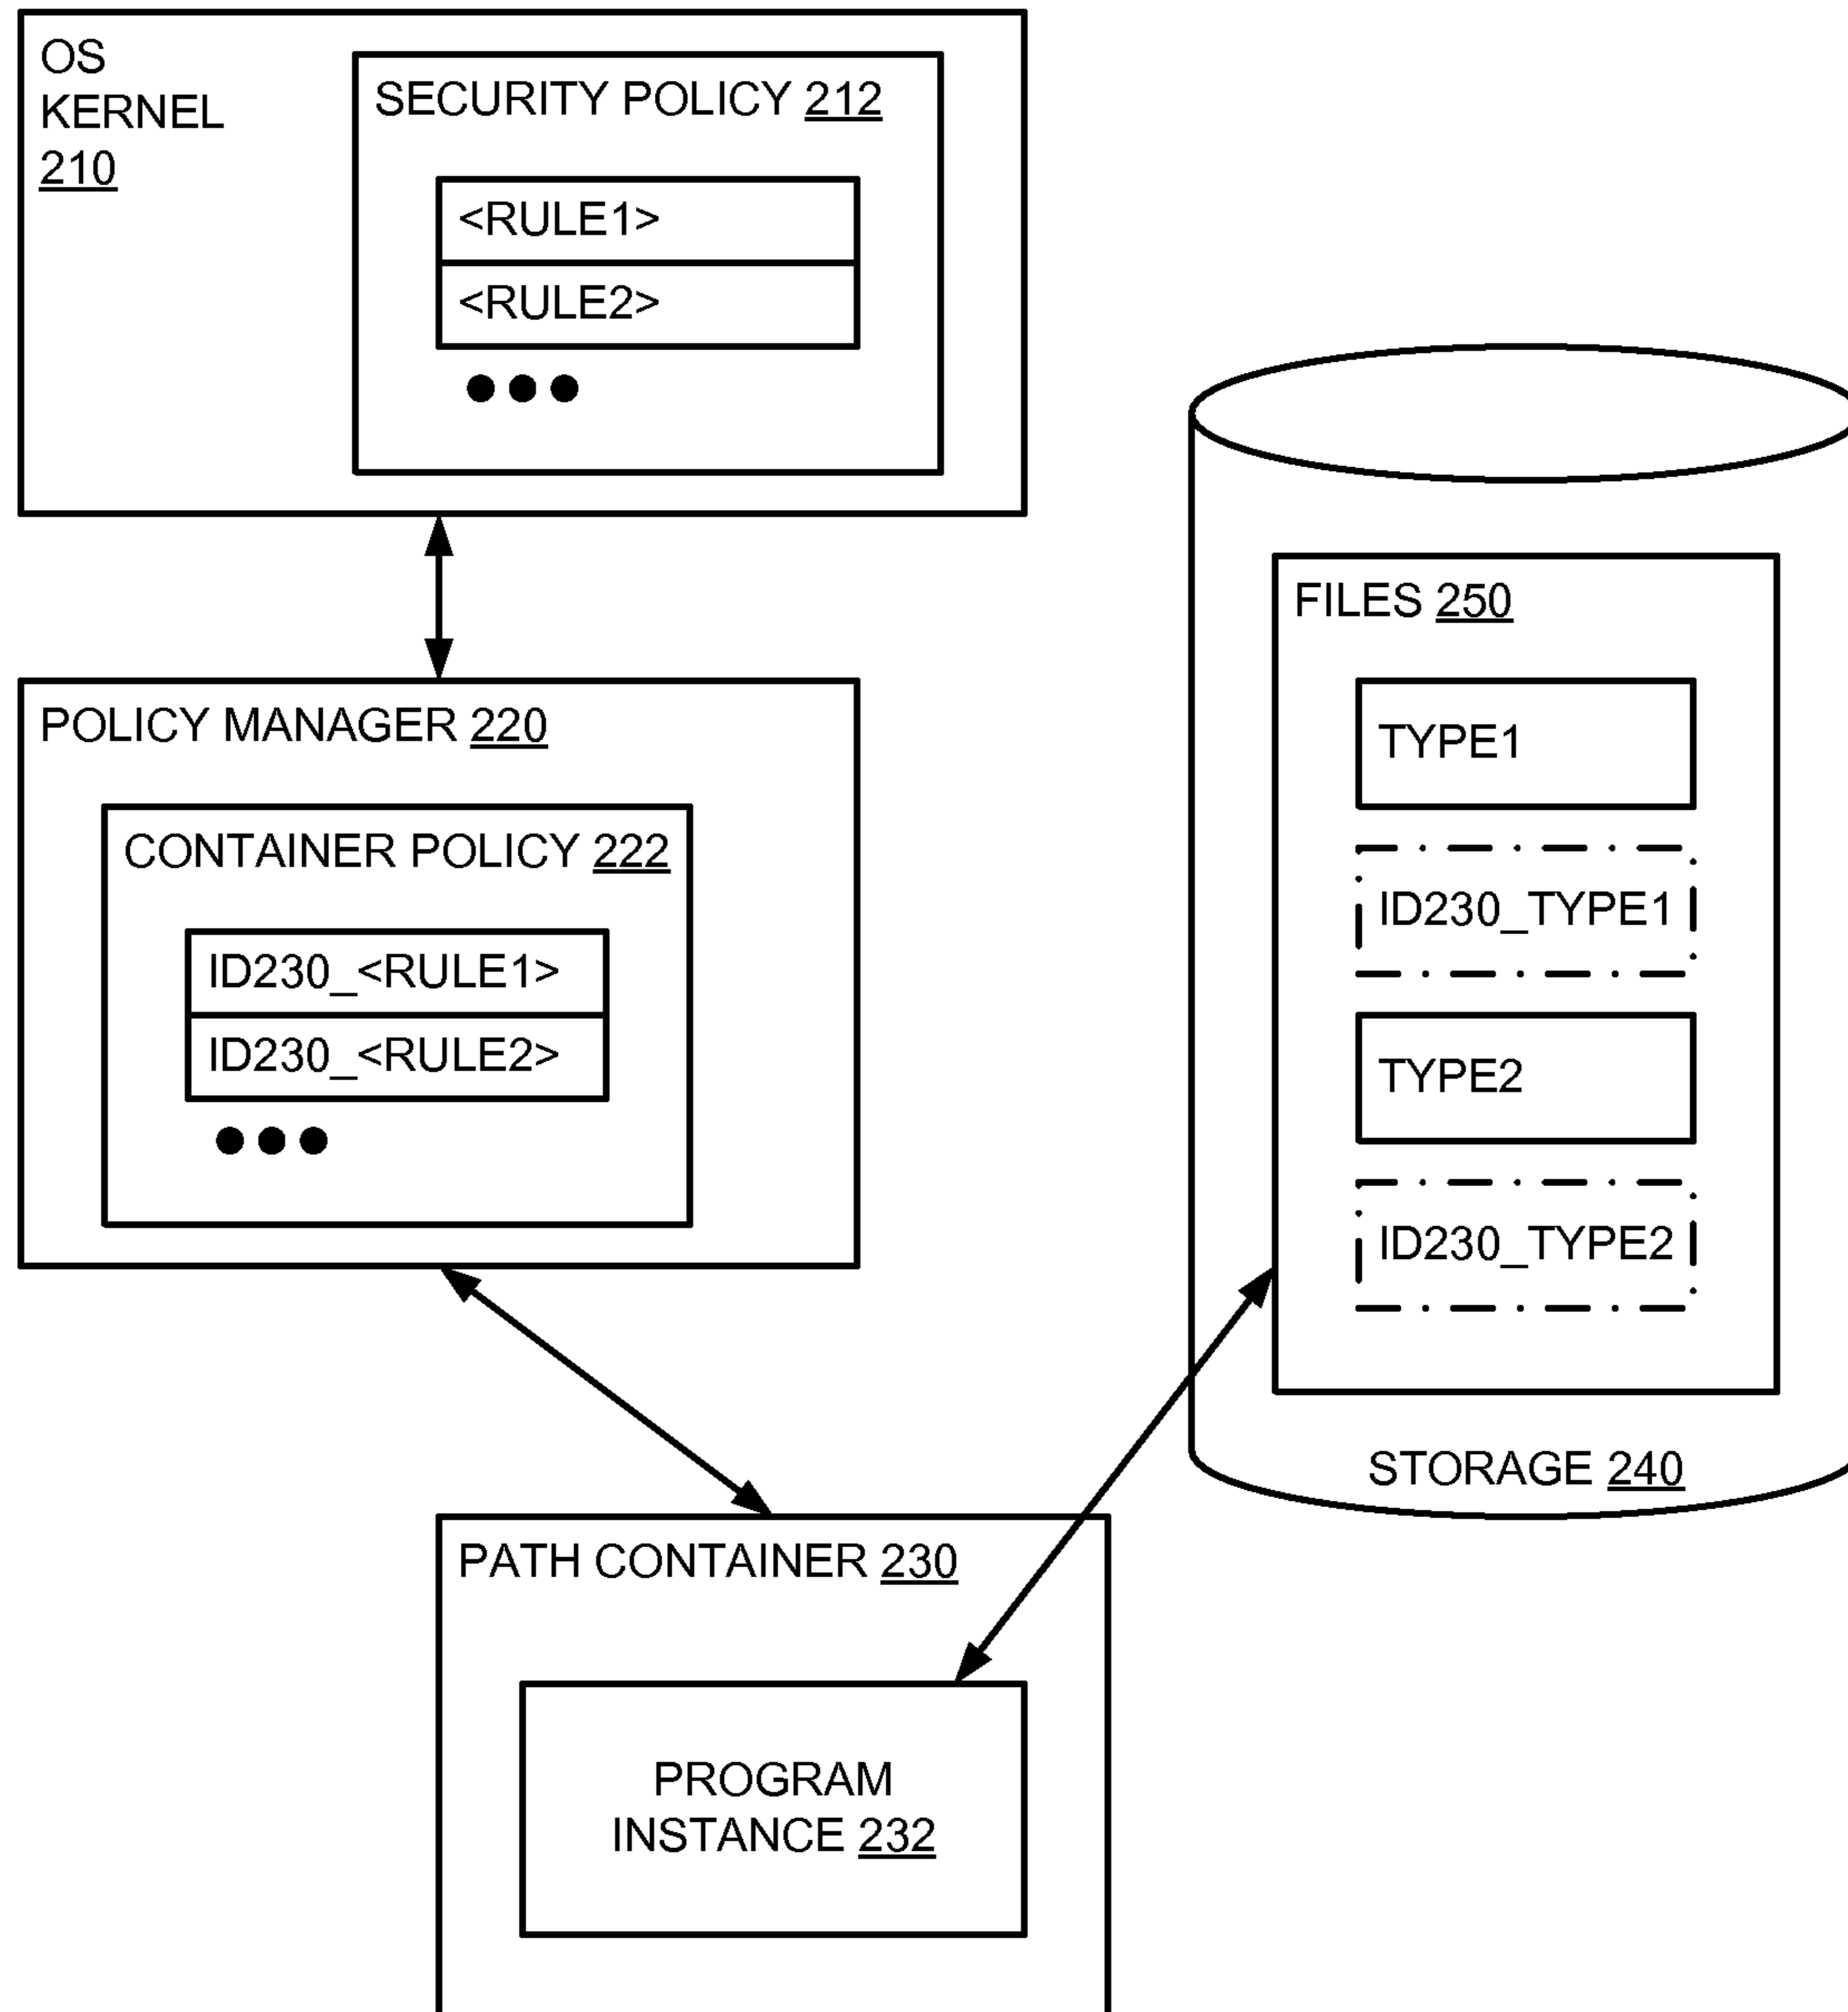 OS
KERNEL
210
SECURITY POLICY 212
<RULE1>
<RULE2>
POLICY MANAGER 220
CONTAINER POLICY 222
ID230_<RULE1>
ID230_<RULE2>
FILES 250
TYPE1
ID230_TYPE1
TYPE2
ID230_TYPE2
STORAGE 240
PATH CONTAINER 230
PROGRAM
INSTANCE 232